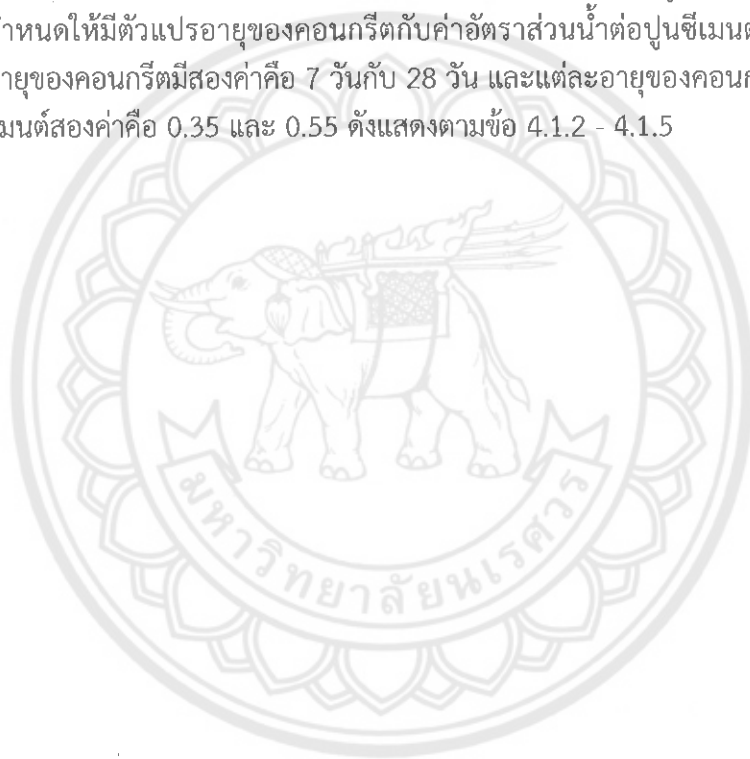 กำหนดให้มีตัวแปรอายุของคอนกรีตกับค่าอัตราส่วนน้ำต่อปูนซีเมนต์
อายุของคอนกรีตมีสองค่าคือ 7 วันกับ 28 วัน และแต่ละอายุของ
เมนต์สองค่าคือ 0.35 และ 0.55 ดังแสดงตามข้อ 4.1.2 - 4.1.5
มหาวิทยาลัยนเรศวร